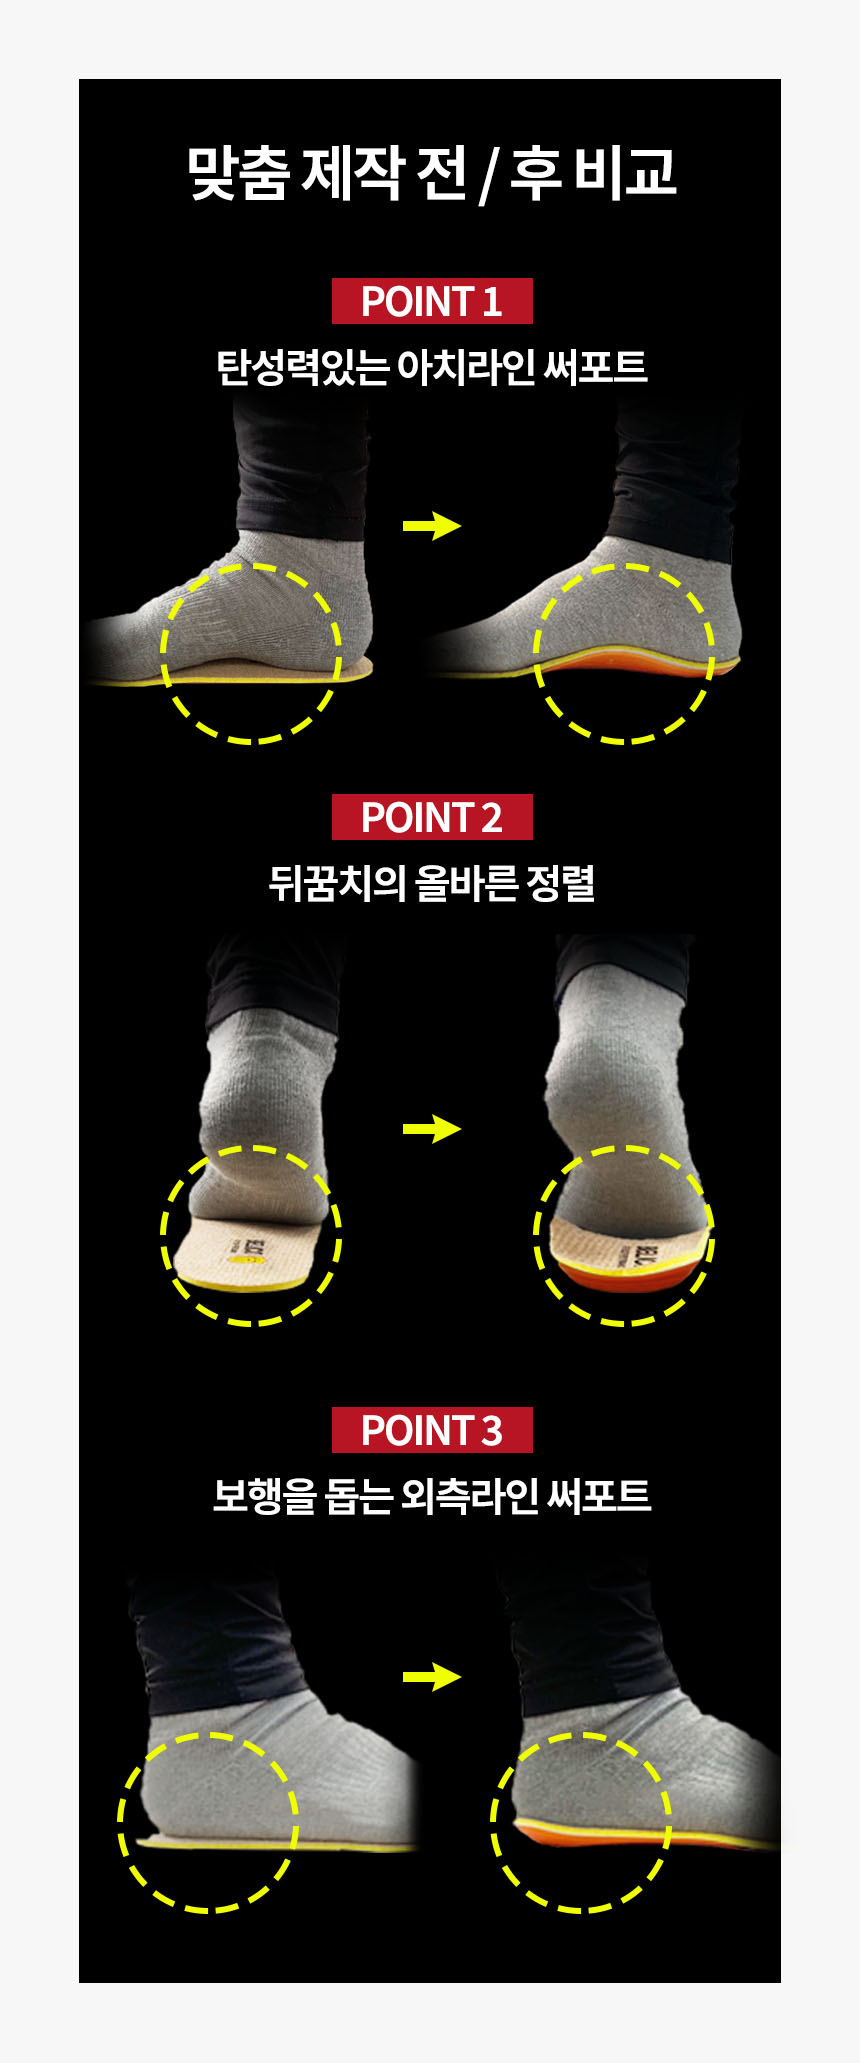 맞춤 제작 전 / 후 비교
POINT 1
탄성력있는 아치라인 써포트
POINT 2
뒤꿈치의 올바른 정렬
POINT 3
보행을 돕는 외측라인 써포트